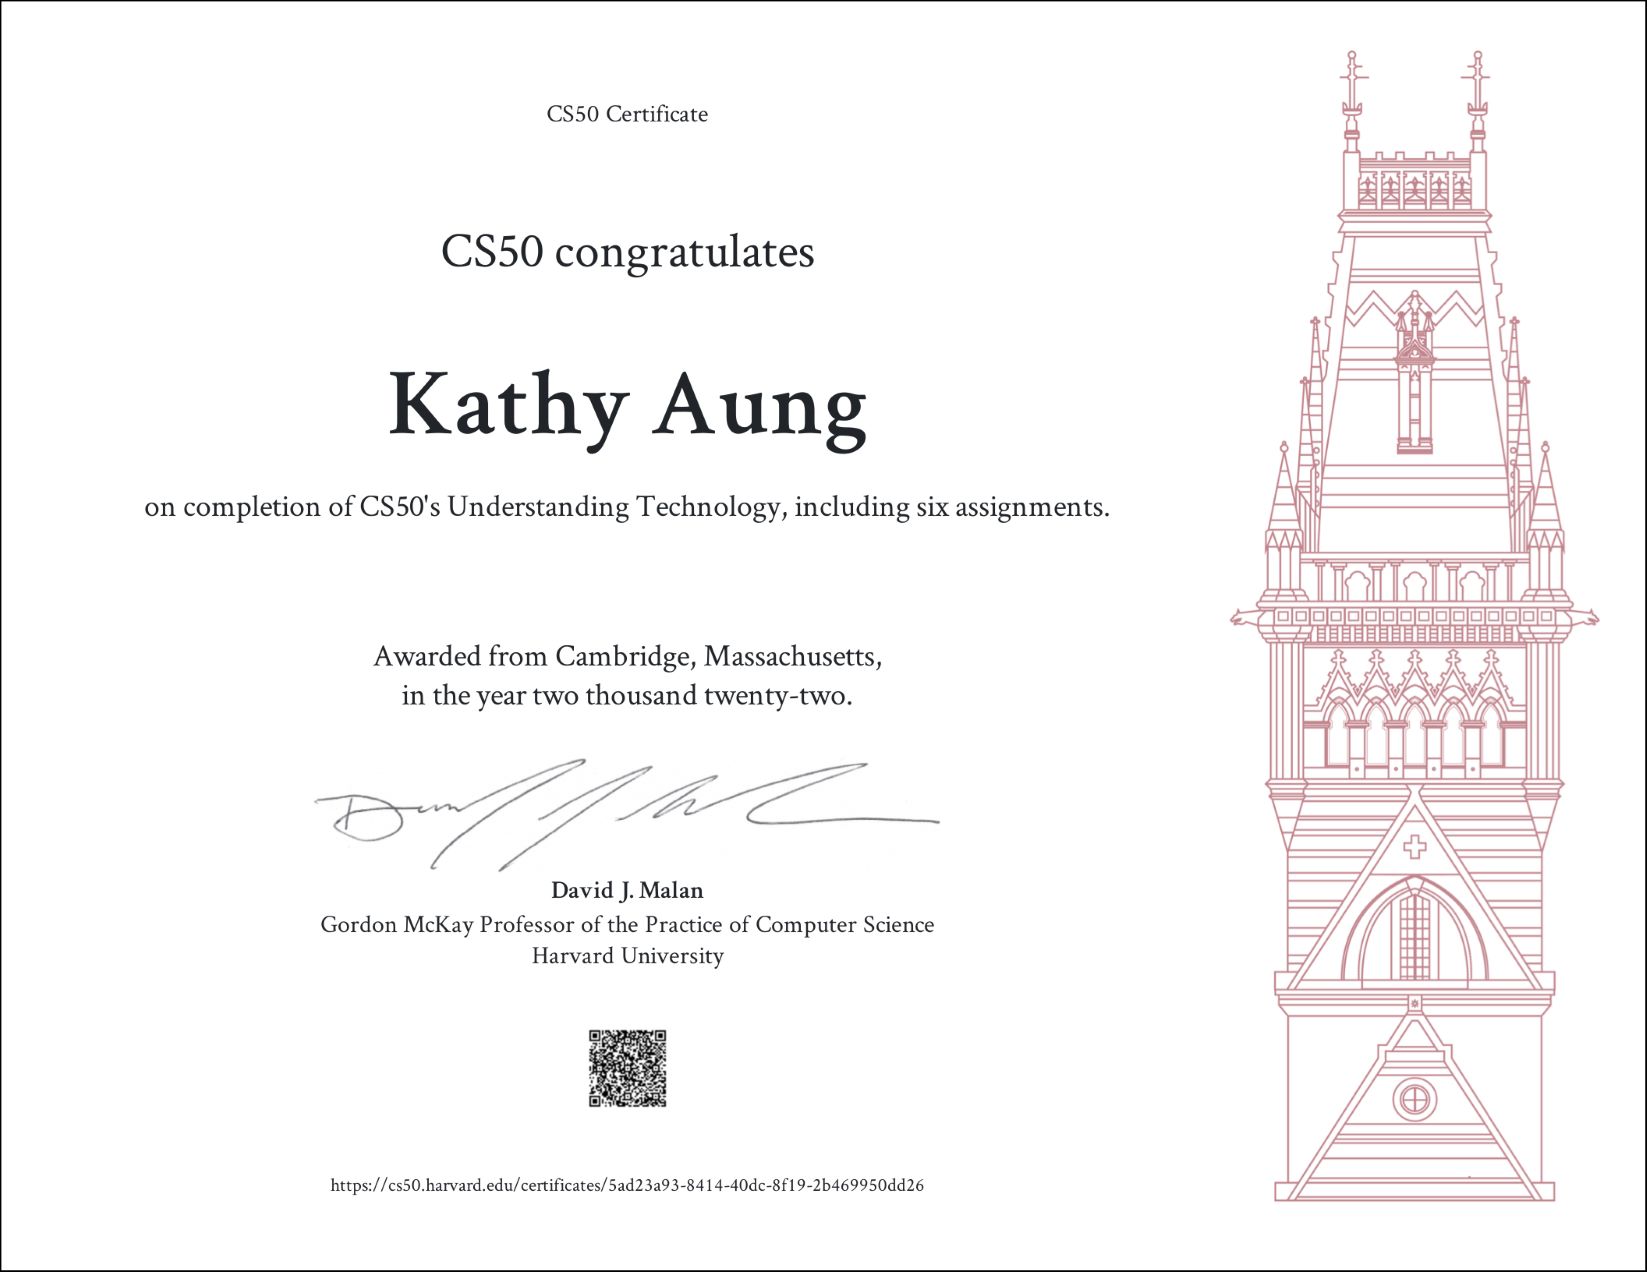 CS50 Certificate
CS50 congratulates
Kathy Aung
on completion of CS50's Understanding Technology, including six assignments.
Awarded from Cambridge, Massachusetts,
in the year two thousand twenty-two.
David J. Malan
Gordon McKay Professor of the Practice of Computer Science
Harvard University
https://cs50.harvard.edu/certificates/5ad23a93-8414-40dc-8f19-2b469950dd26